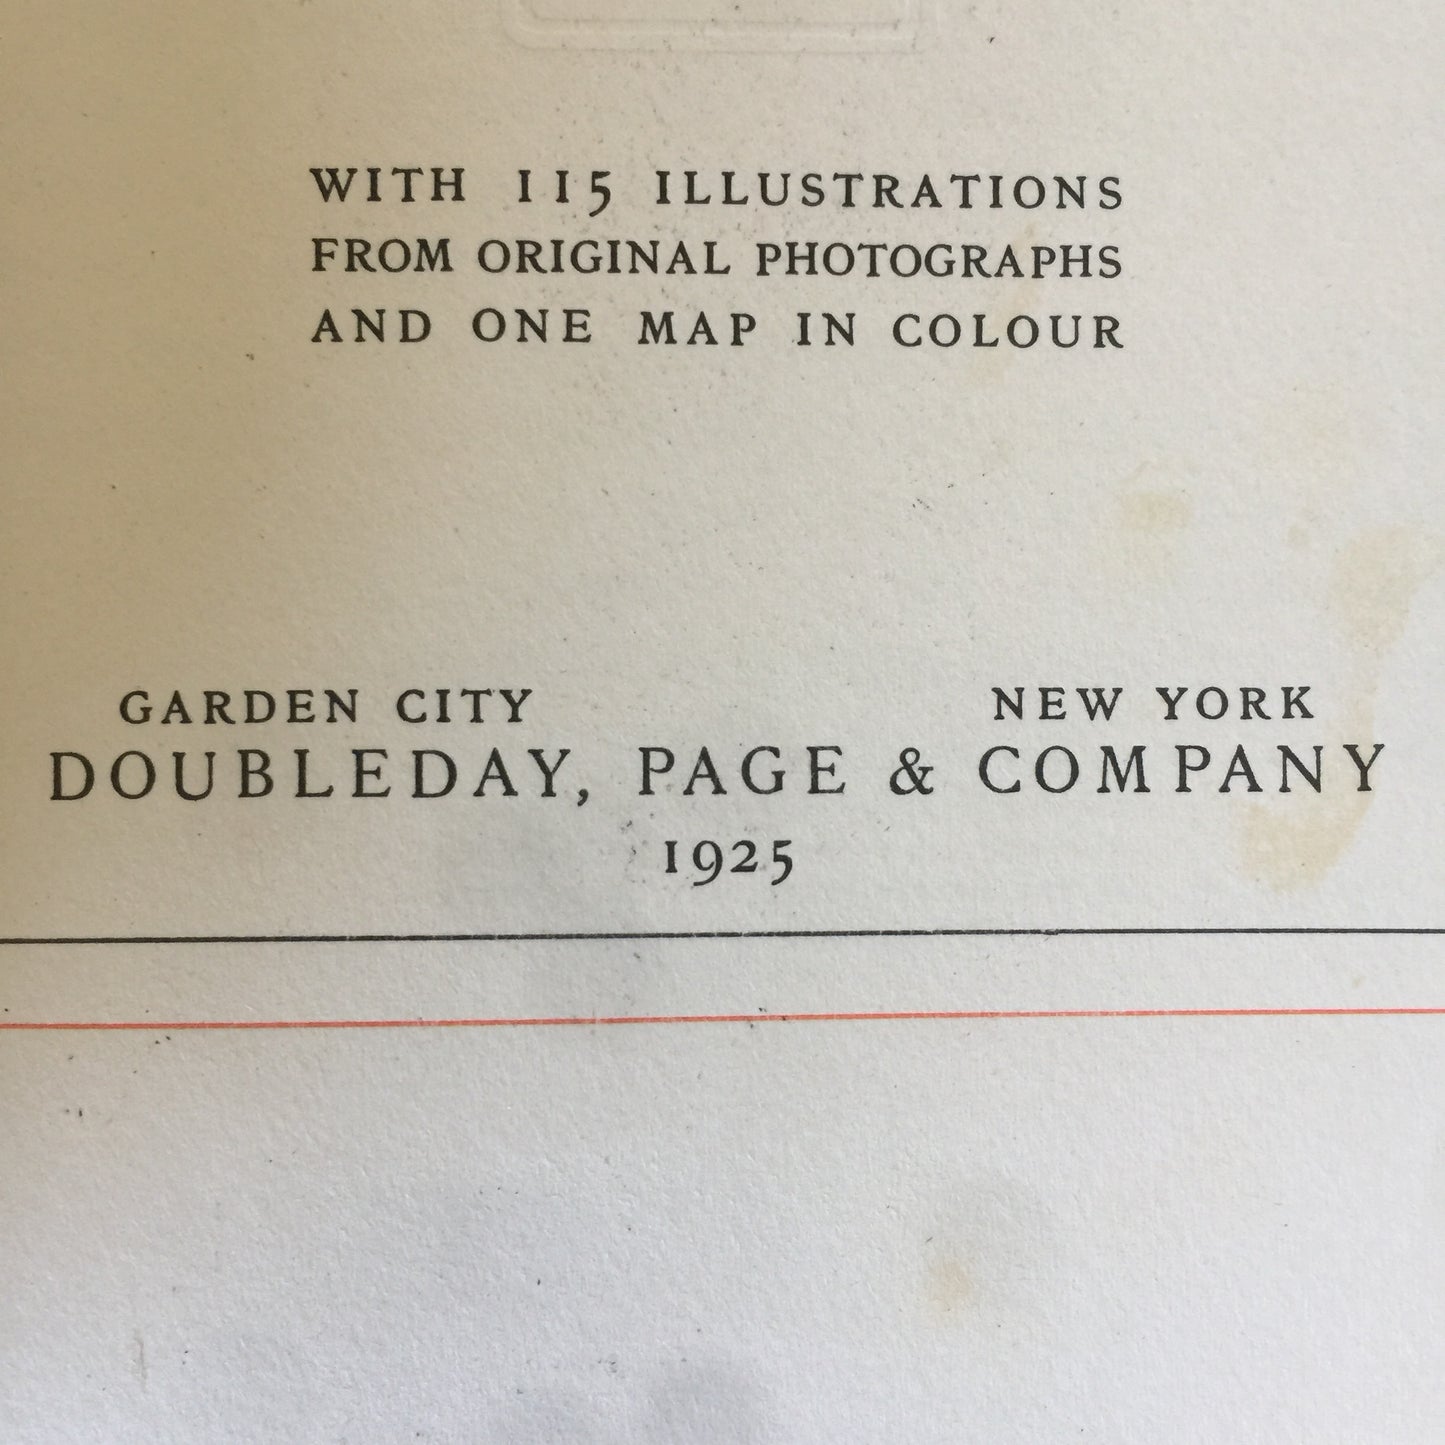 WITH 115 ILLUSTRATIONS
FROM ORIGINAL PHOTOGRAPHS
AND ONE MAP IN COLOUR
GARDEN CITY NEW YORK
DOUBLEDAY, PAGE & COMPANY
1925